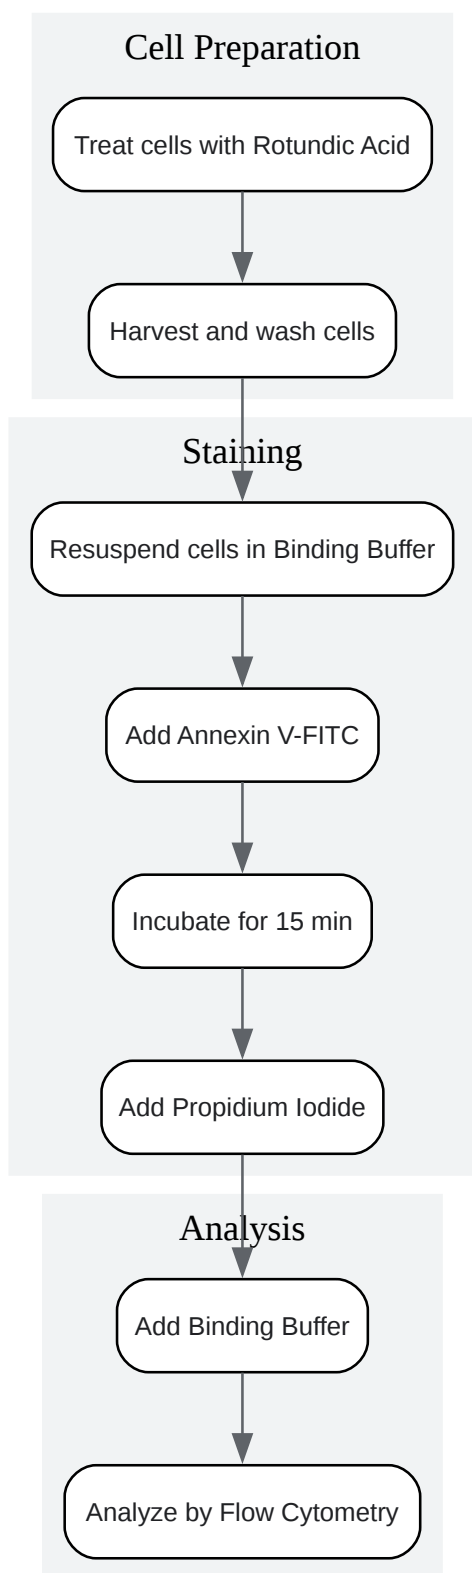 Cell Preparation
Treat cells with Rotundic Acid
Harvest and wash cells
Staining
Resuspend cells in Binding Buffer
Add Annexin V-FITC
Incubate for 15 min
Add Propidium Iodide
Analysis
Add Binding Buffer
Analyze by Flow Cytometry